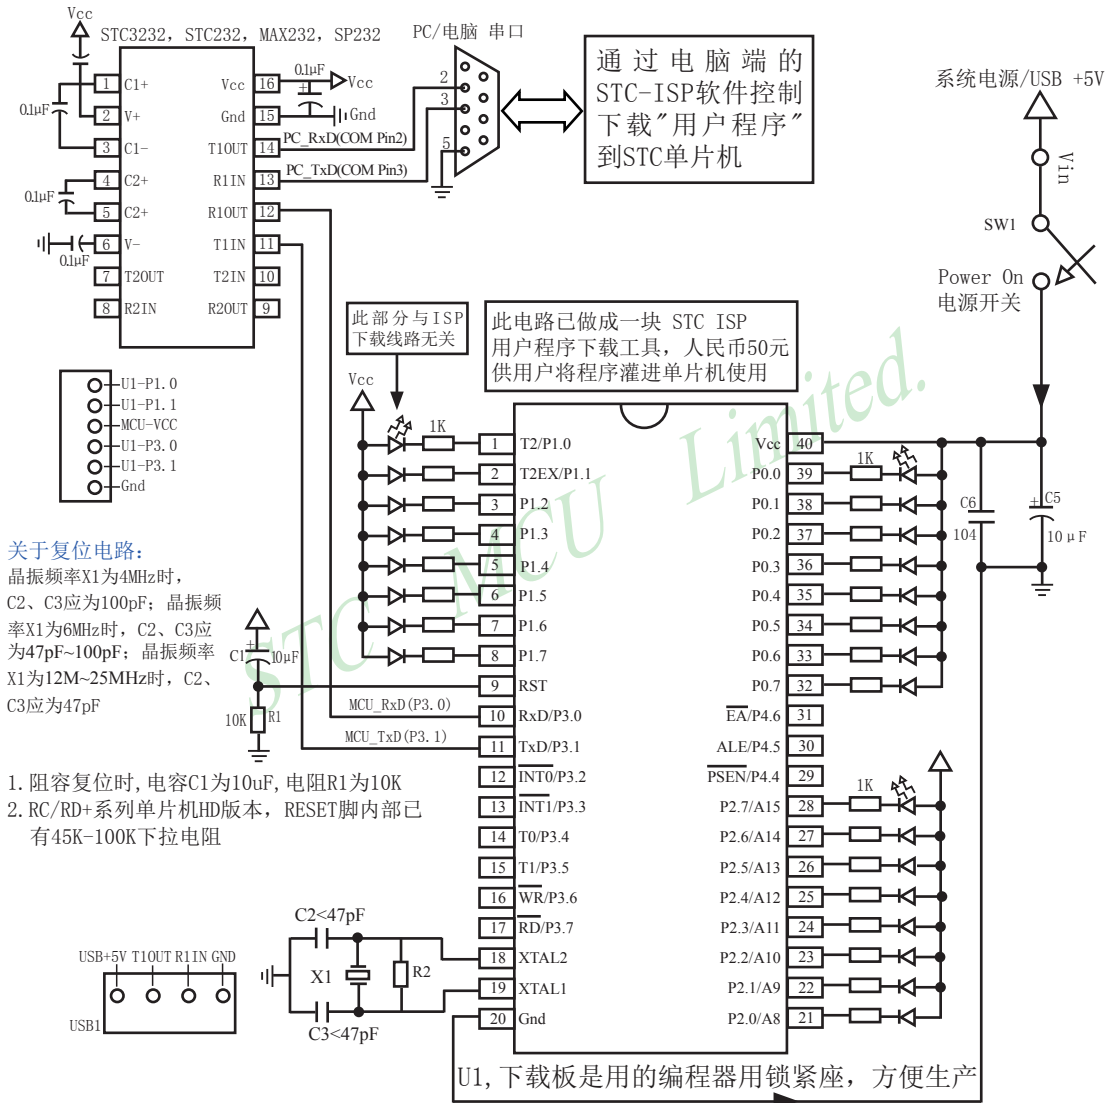 Vcc
STC3232, STC232, MAX232, SP232
PC/电脑 串口
1 C1+
2 V+
3 C1-
4 C2+
5 C2+
6 V-
7 T2OUT
8 R2IN
Vcc 16
Gnd 15
T1OUT 14
R1IN 13
R1OUT 12
T1IN 11
T2IN 10
R2OUT 9
0.1μF
0.1μF
0.1μF
0.1μF
Vcc
Gnd
PC_RxD(COM Pin2)
PC_TxD(COM Pin3)
2
3
5
通过电脑端的
STC-ISP软件控制
下载"用户程序"
到STC单片机
系统电源/USB +5V
Vin
SW1
Power On
电源开关
此部分与ISP
下载线路无关
此电路已做成一块 STC ISP
用户程序下载工具，人民币50元
供用户将程序灌进单片机使用
U1-P1.0
U1-P1.1
MCU-VCC
U1-P3.0
U1-P3.1
Gnd
Vcc
1K
1 T2/P1.0
2 T2EX/P1.1
3 P1.2
4 P1.3
5 P1.4
6 P1.5
7 P1.6
8 P1.7
9 RST
10 RxD/P3.0
11 TxD/P3.1
12 INT0/P3.2
13 INT1/P3.3
14 T0/P3.4
15 T1/P3.5
16 WR/P3.6
17 RD/P3.7
18 XTAL2
19 XTAL1
20 Gnd
Vcc 40
P0.0 39
P0.1 38
P0.2 37
P0.3 36
P0.4 35
P0.5 34
P0.6 33
P0.7 32
EA/P4.6 31
ALE/P4.5 30
PSEN/P4.4 29
P2.7/A15 28
P2.6/A14 27
P2.5/A13 26
P2.4/A12 25
P2.3/A11 24
P2.2/A10 23
P2.1/A9 22
P2.0/A8 21
1K
1K
C6
104
+ C5
10μF
关于复位电路：
晶振频率X1为4MHz时，
C2、C3应为100pF；晶振频
率X1为6MHz时，C2、C3应
为47pF~100pF；晶振频率
X1为12M~25MHz时，C2、
C3应为47pF
C1 + 10μF
10K R1
MCU_RxD(P3.0)
MCU_TxD(P3.1)
1.阻容复位时,电容C1为10uF,电阻R1为10K
2.RC/RD+系列单片机HD版本，RESET脚内部已
有45K-100K下拉电阻
C2<47pF
X1
R2
C3<47pF
USB+5V T1OUT R1IN GND
USB1
U1,下载板是用的编程器用锁紧座，方便生产
STC MCU Limited.